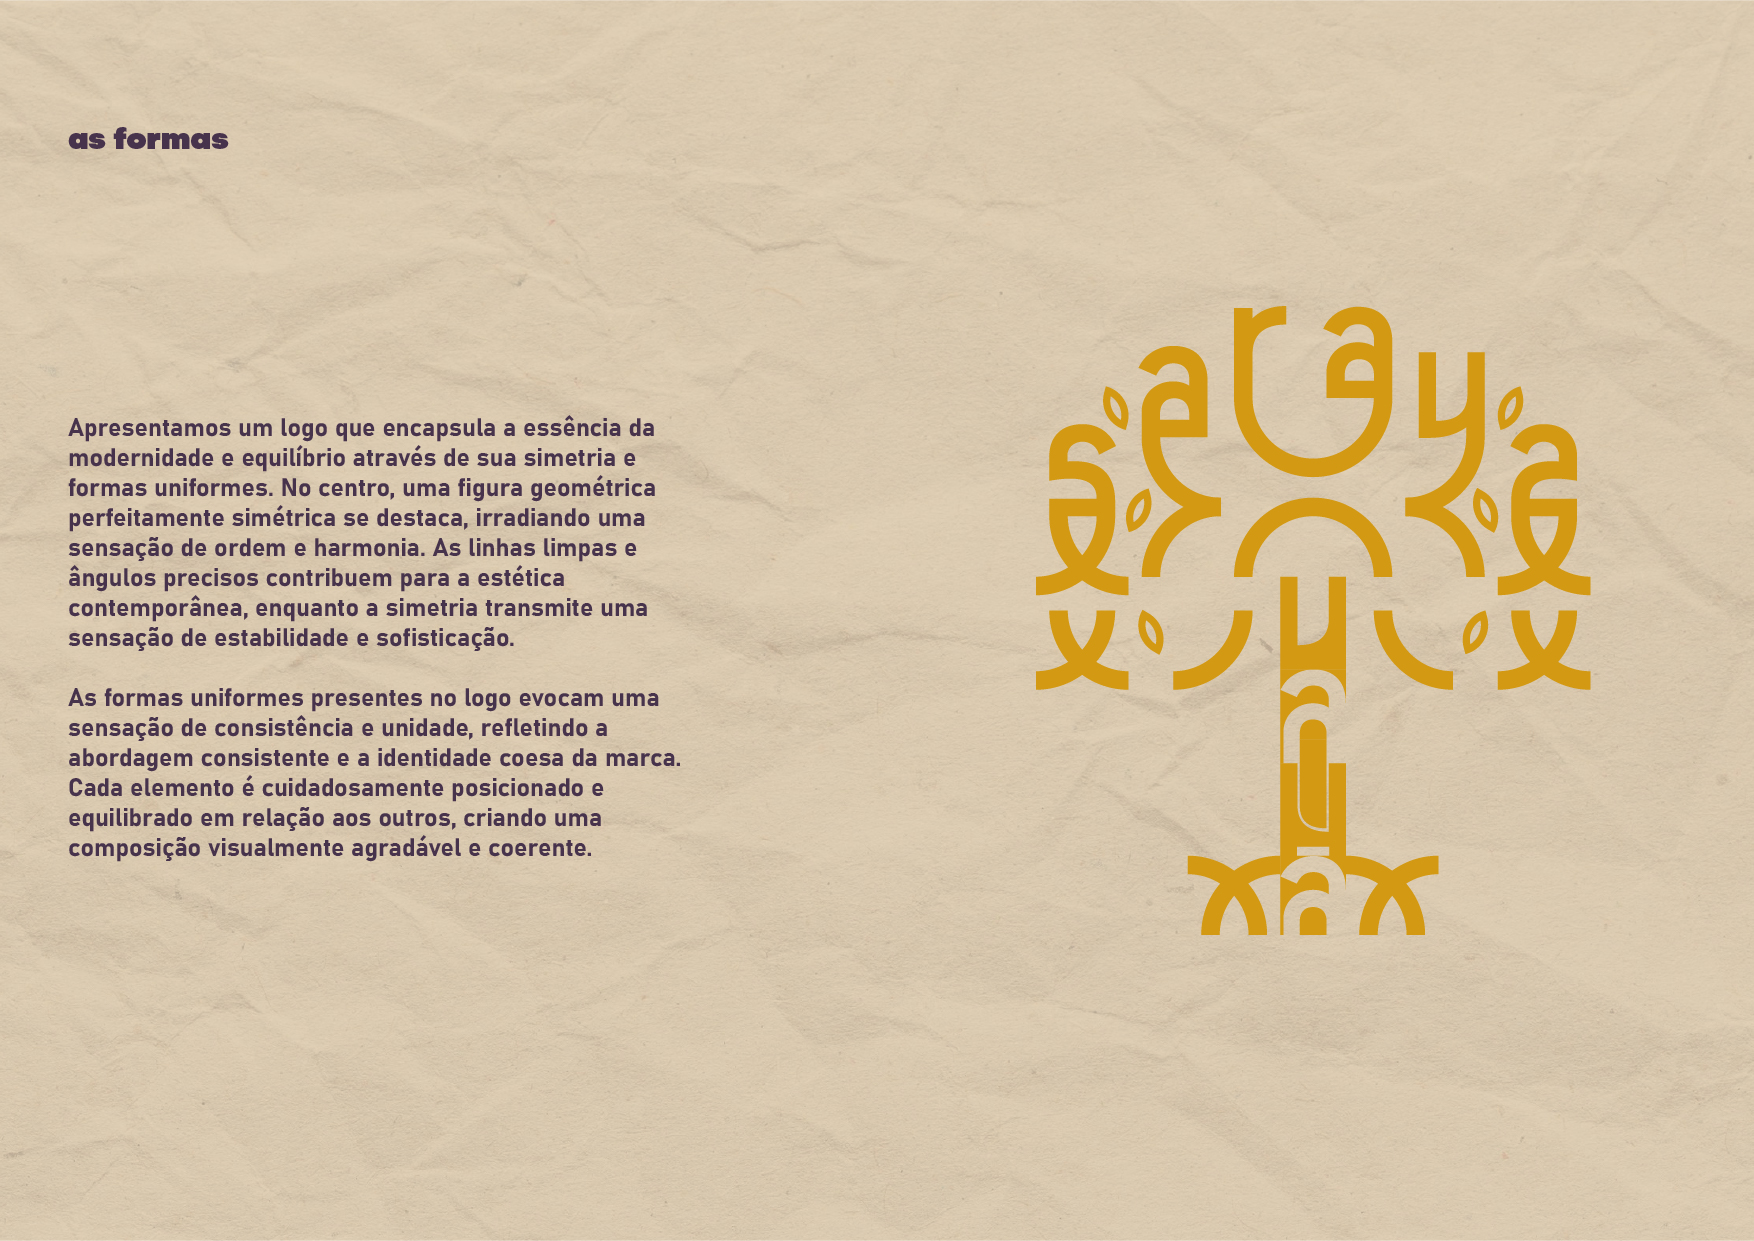 as formas
Apresentamos um logo que encapsula a essência da
modernidade e equilíbrio através de sua simetria e
formas uniformes. No centro, uma figura geométrica
perfeitamente simétrica se destaca, irradiando uma
sensação de ordem e harmonia. As linhas limpas e
ângulos precisos contribuem para a estética
contemporânea, enquanto a simetria transmite uma
sensação de estabilidade e sofisticação.
As formas uniformes presentes no logo evocam uma
sensação de consistência e unidade, refletindo a
abordagem consistente e a identidade coesa da marca.
Cada elemento é cuidadosamente posicionado e
equilibrado em relação aos outros, criando uma
composição visualmente agradável e coerente.